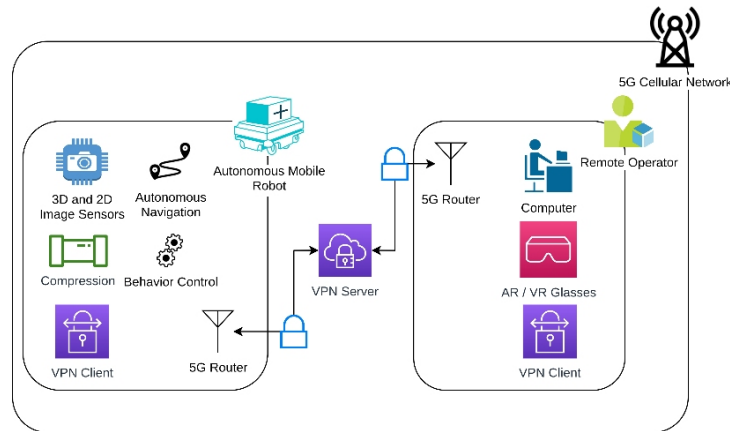 5G Cellular Network
Remote Operator
Autonomous Mobile
Robot
3D and 2D
Image Sensors
Autonomous
Navigation
Compression
Behavior Control
VPN Client
5G Router
VPN Server
5G Router
Computer
AR / VR Glasses
VPN Client